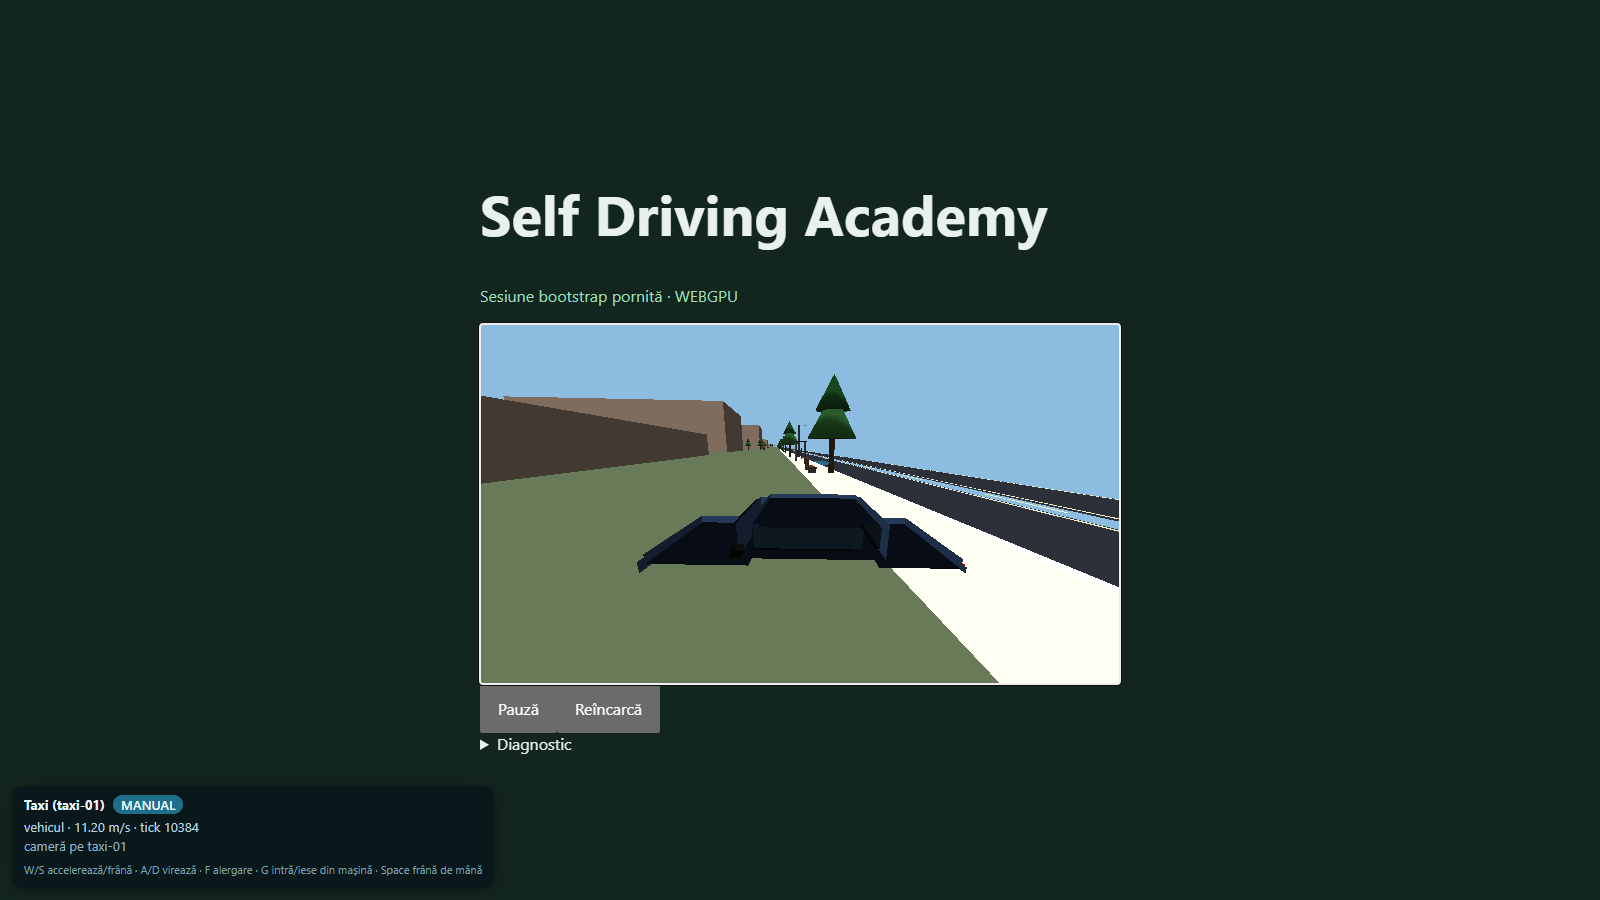 Self Driving Academy
Sesiune bootstrap pornită · WEBGPU
Pauză
Reîncarcă
Diagnostic
Taxi (taxi-01) MANUAL
vehicul · 11.20 m/s · tick 10384
cameră pe taxi-01
W/S accelerează/frână · A/D virează · F alergare · G intră/iese din mașină · Space frână de mână